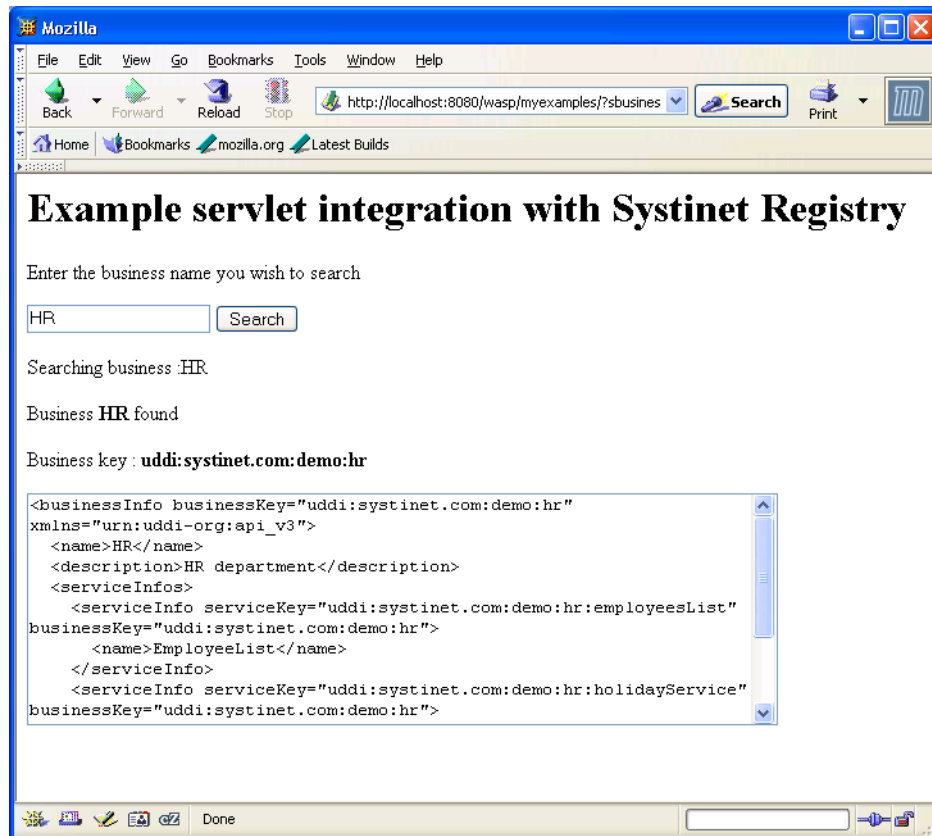 Mozilla
File Edit View Go Bookmarks Tools Window Help
Back Forward Reload Stop http://localhost:8080/wasp/myexamples/?sbusines Search Print
Home Bookmarks mozilla.org Latest Builds
Example servlet integration with Systinet Registry
Enter the business name you wish to search
HR Search
Searching business :HR
Business HR found
Business key : uddi:systinet.com:demo:hr
<businessInfo businessKey="uddi:systinet.com:demo:hr"
xmlns="urn:uddi-org:api_v3">
<name>HR</name>
<description>HR department</description>
<serviceInfos>
<serviceInfo serviceKey="uddi:systinet.com:demo:hr:employeesList"
businessKey="uddi:systinet.com:demo:hr">
<name>EmployeeList</name>
</serviceInfo>
<serviceInfo serviceKey="uddi:systinet.com:demo:hr:holidayService"
businessKey="uddi:systinet.com:demo:hr">
Done